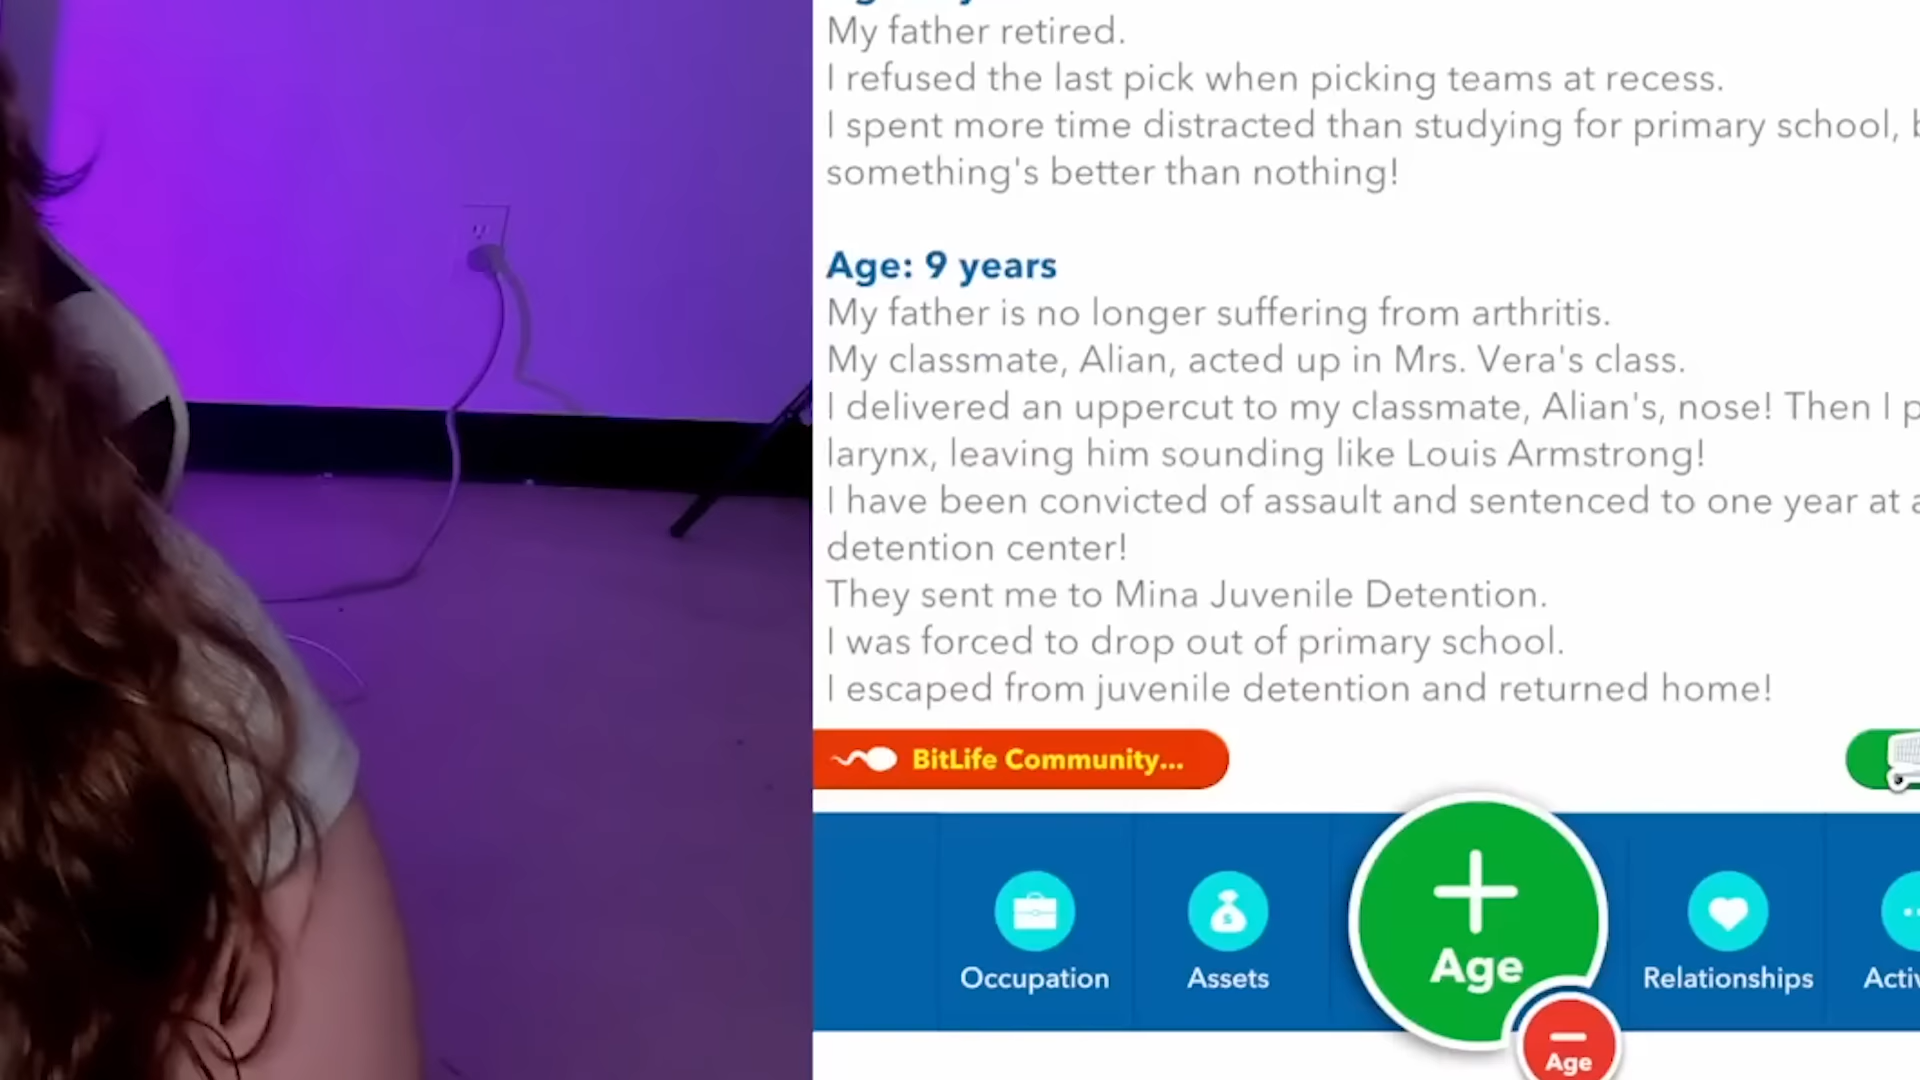 My father retired.
I refused the last pick when picking teams at recess.
I spent more time distracted than studying for primary school,
something's better than nothing!
Age: 9 years
My father is no longer suffering from arthritis.
My classmate, Alian, acted up in Mrs. Vera's class.
I delivered an uppercut to my classmate, Alian's, nose! Then I
larynx, leaving him sounding like Louis Armstrong!
I have been convicted of assault and sentenced to one year at
detention center!
They sent me to Mina Juvenile Detention.
I was forced to drop out of primary school.
I escaped from juvenile detention and returned home!
BitLife Community...
Occupation
Assets
Age
Relationships
Age